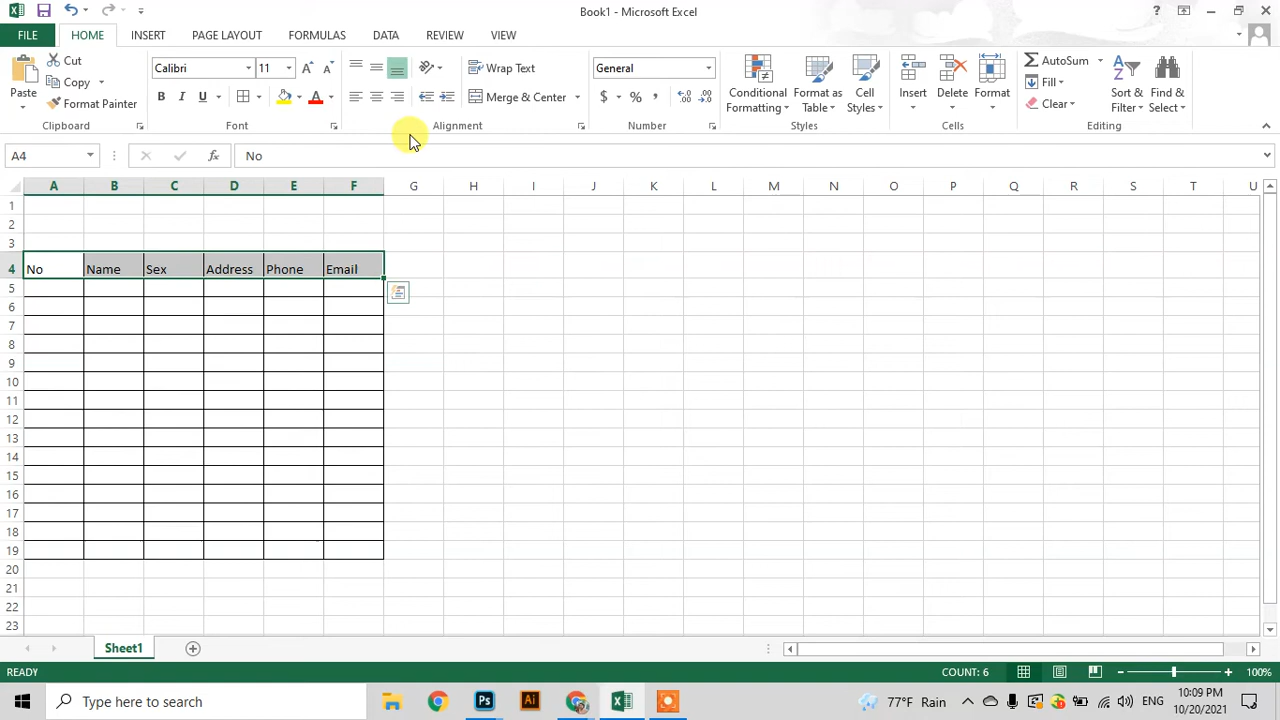 Book1 - Microsoft Excel
FILE HOME INSERT PAGE LAYOUT FORMULAS DATA REVIEW VIEW
Paste Cut Copy Format Painter Clipboard
Calibri 11 B I U A Font
Wrap Text Merge & Center Alignment
General $ % , Number
Conditional Formatting Format as Table Cell Styles Styles
Insert Delete Format Cells
AutoSum Fill Clear Sort & Filter Find & Select Editing
A4 fx No
A B C D E F G H I J K L M N O P Q R S T U
1
2
3
4 No Name Sex Address Phone Email
5
6
7
8
9
10
11
12
13
14
15
16
17
18
19
20
21
22
23
Sheet1
READY COUNT: 6 100%
Type here to search Ps Ai 77°F Rain ENG 10:09 PM
10/20/2021